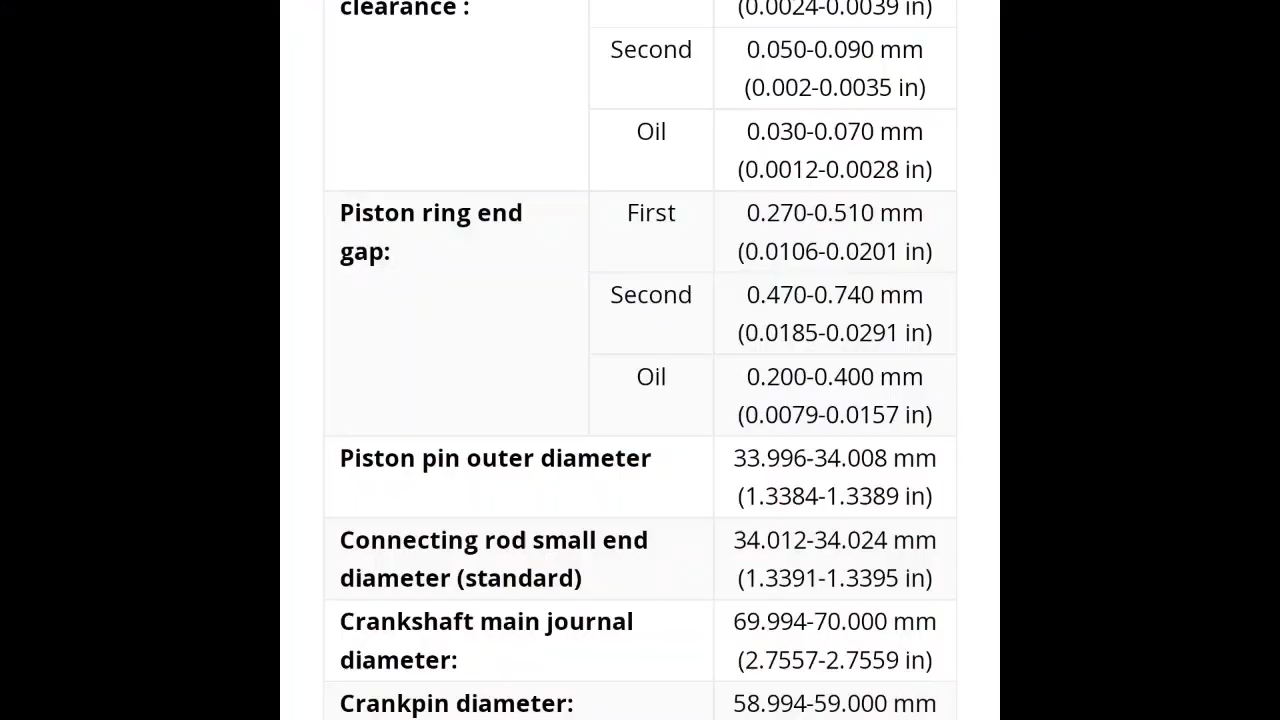 clearance : (0.0024-0.0039 in)
Second 0.050-0.090 mm
(0.002-0.0035 in)
Oil 0.030-0.070 mm
(0.0012-0.0028 in)
Piston ring end First 0.270-0.510 mm
gap: (0.0106-0.0201 in)
Second 0.470-0.740 mm
(0.0185-0.0291 in)
Oil 0.200-0.400 mm
(0.0079-0.0157 in)
Piston pin outer diameter 33.996-34.008 mm
(1.3384-1.3389 in)
Connecting rod small end 34.012-34.024 mm
diameter (standard) (1.3391-1.3395 in)
Crankshaft main journal 69.994-70.000 mm
diameter: (2.7557-2.7559 in)
Crankpin diameter: 58.994-59.000 mm